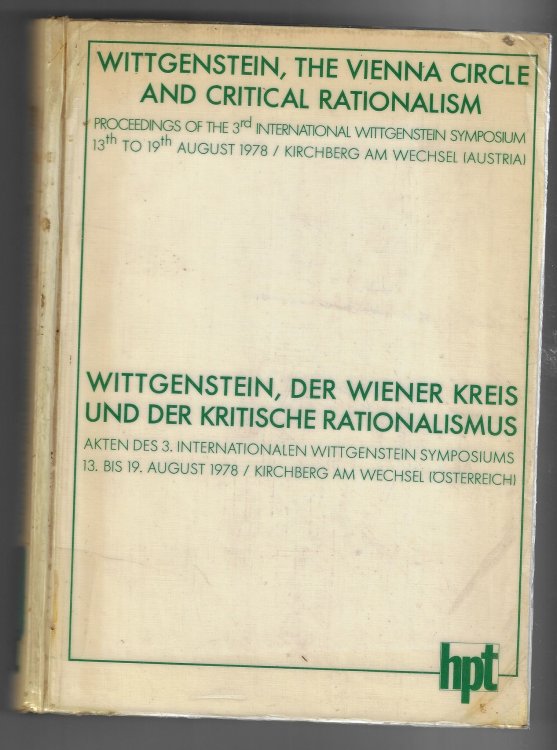 WITTGENSTEIN, THE VIENNA CIRCLE
AND CRITICAL RATIONALISM
PROCEEDINGS OF THE 3rd INTERNATIONAL WITTGENSTEIN SYMPOSIUM
13th TO 19th AUGUST 1978 / KIRCHBERG AM WECHSEL (AUSTRIA)
WITTGENSTEIN, DER WIENER KREIS
UND DER KRITISCHE RATIONALISMUS
AKTEN DES 3. INTERNATIONALEN WITTGENSTEIN SYMPOSIUMS
13. BIS 19. AUGUST 1978 / KIRCHBERG AM WECHSEL (ÖSTERREICH)
hpt